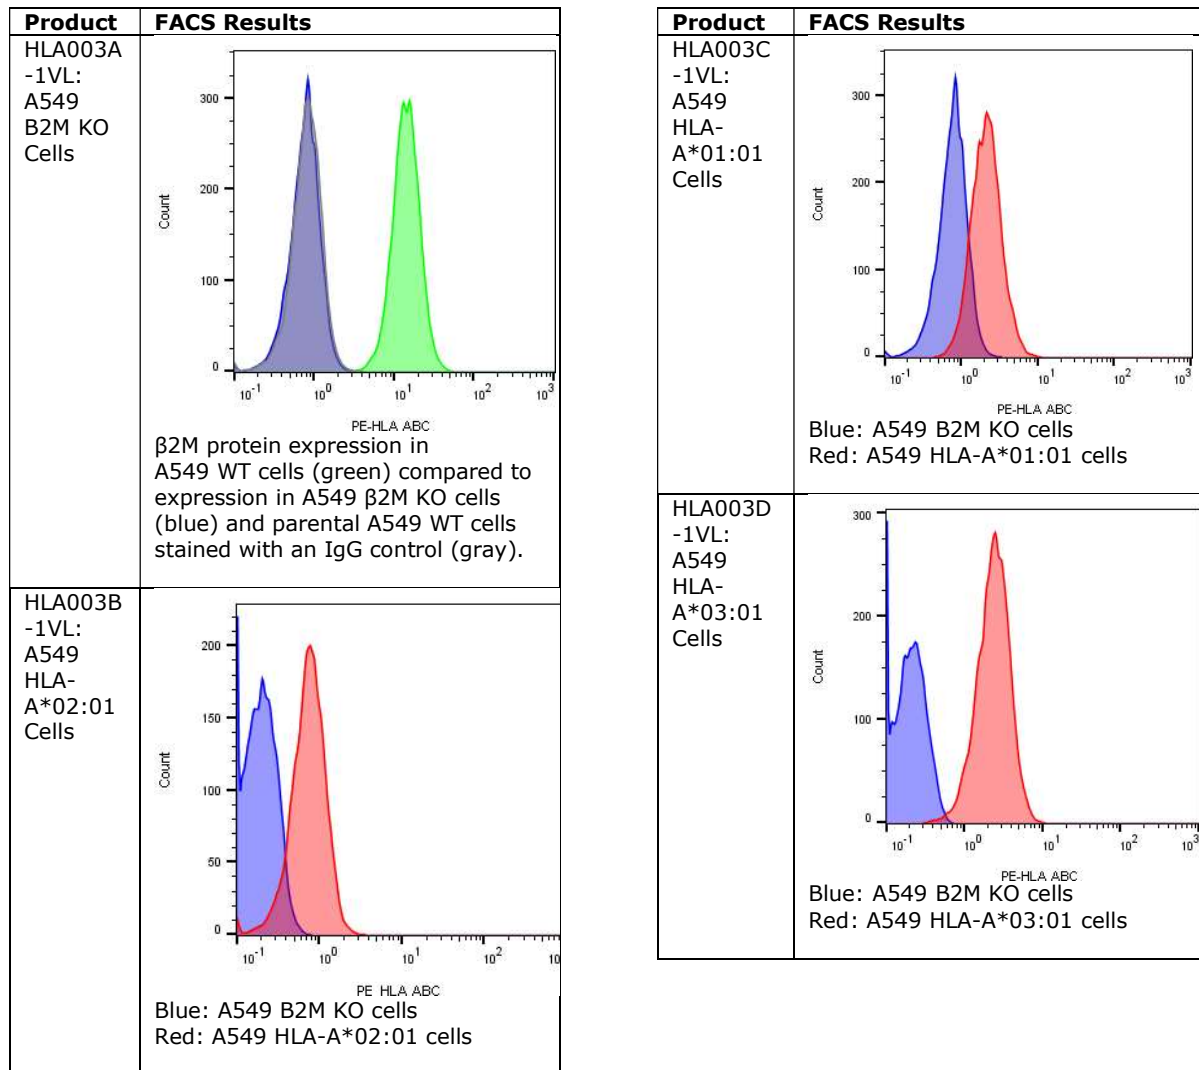 Product FACS Results
HLA003A
-1VL:
A549
B2M KO
Cells
300
200
100
0
Count
10-1 100 101 102 103
PE-HLA ABC
β2M protein expression in
A549 WT cells (green) compared to
expression in A549 β2M KO cells
(blue) and parental A549 WT cells
stained with an IgG control (gray).
HLA003B
-1VL:
A549
HLA-
A*02:01
Cells
200
150
100
50
0
Count
10-1 100 101 102 10
PE HLA ABC
Blue: A549 B2M KO cells
Red: A549 HLA-A*02:01 cells
Product FACS Results
HLA003C
-1VL:
A549
HLA-
A*01:01
Cells
300
200
100
0
Count
10-1 100 101 102 103
PE-HLA ABC
Blue: A549 B2M KO cells
Red: A549 HLA-A*01:01 cells
HLA003D
-1VL:
A549
HLA-
A*03:01
Cells
300
200
100
0
Count
10-1 100 101 102 103
PE-HLA ABC
Blue: A549 B2M KO cells
Red: A549 HLA-A*03:01 cells